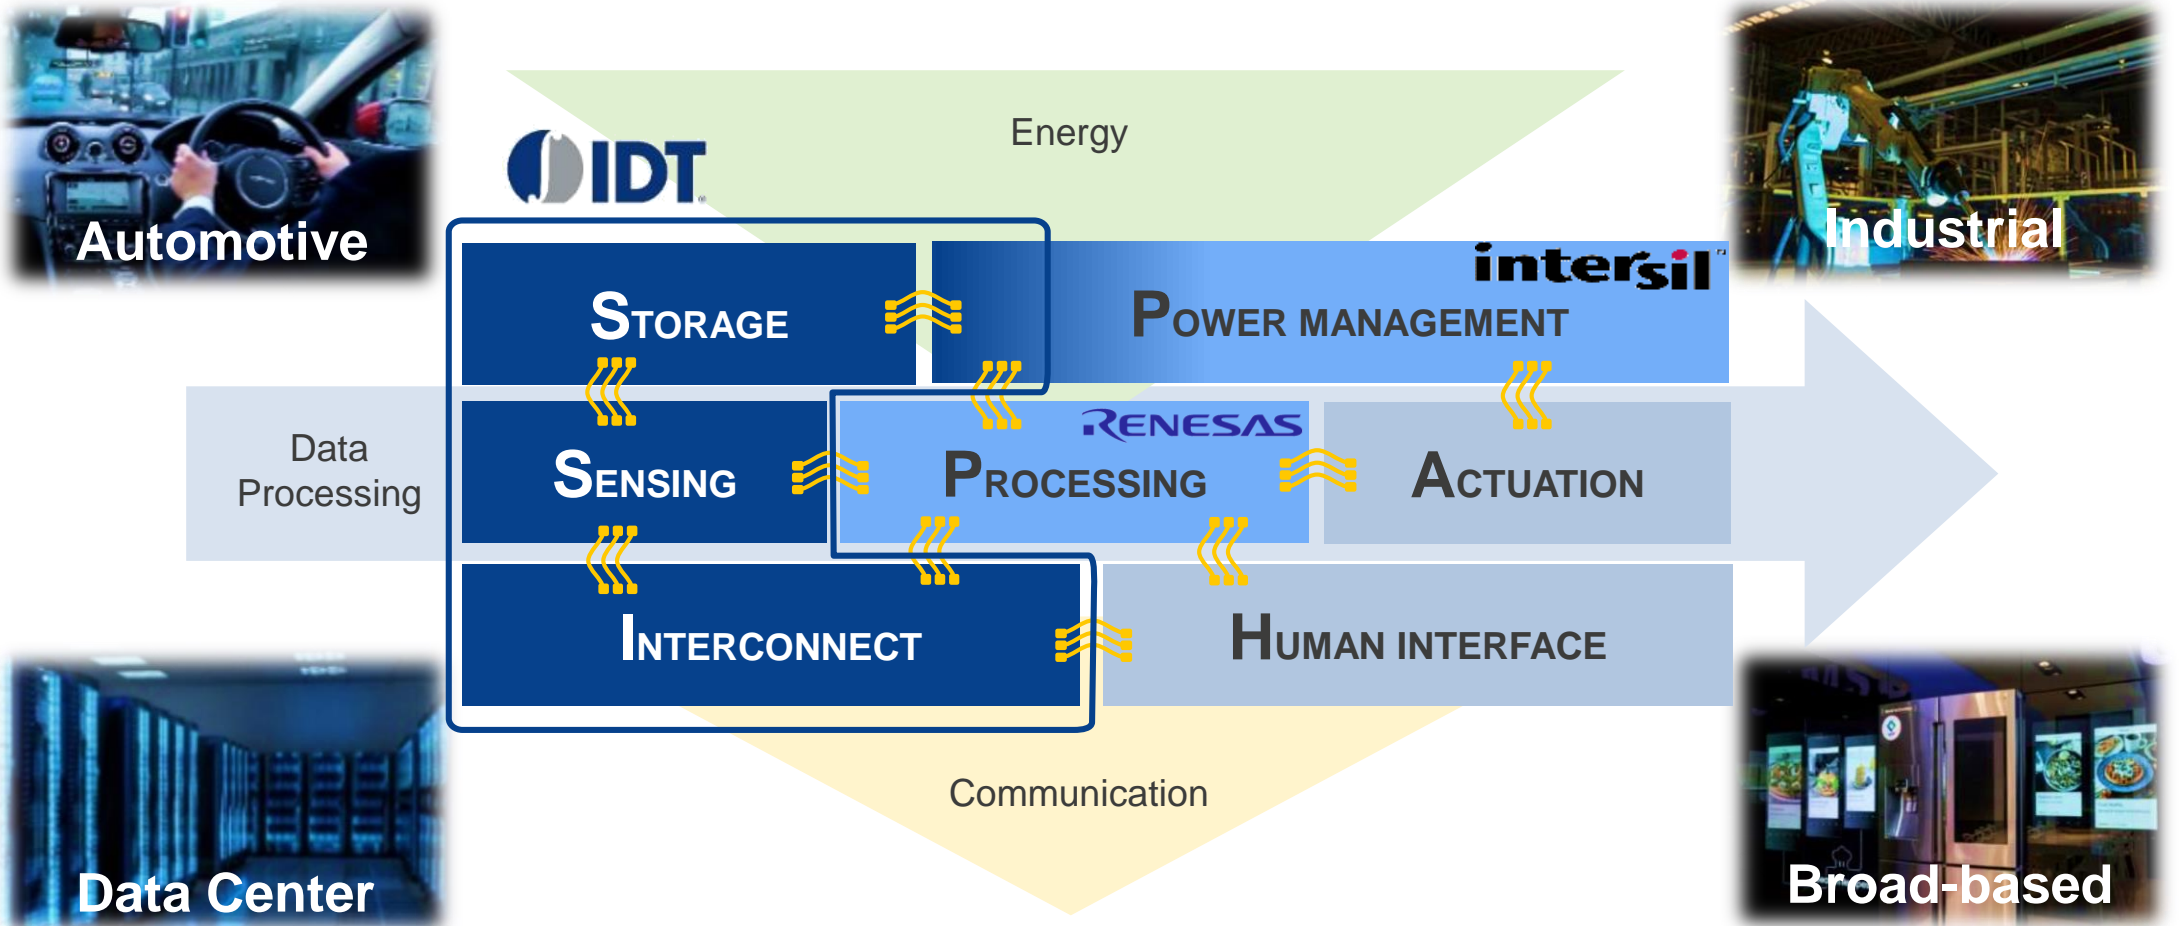 Automotive
Industrial
Energy
IDT
intersil™
STORAGE
POWER MANAGEMENT
Data
Processing
RENESAS
SENSING
PROCESSING
ACTUATION
INTERCONNECT
HUMAN INTERFACE
Communication
Data Center
Broad-based